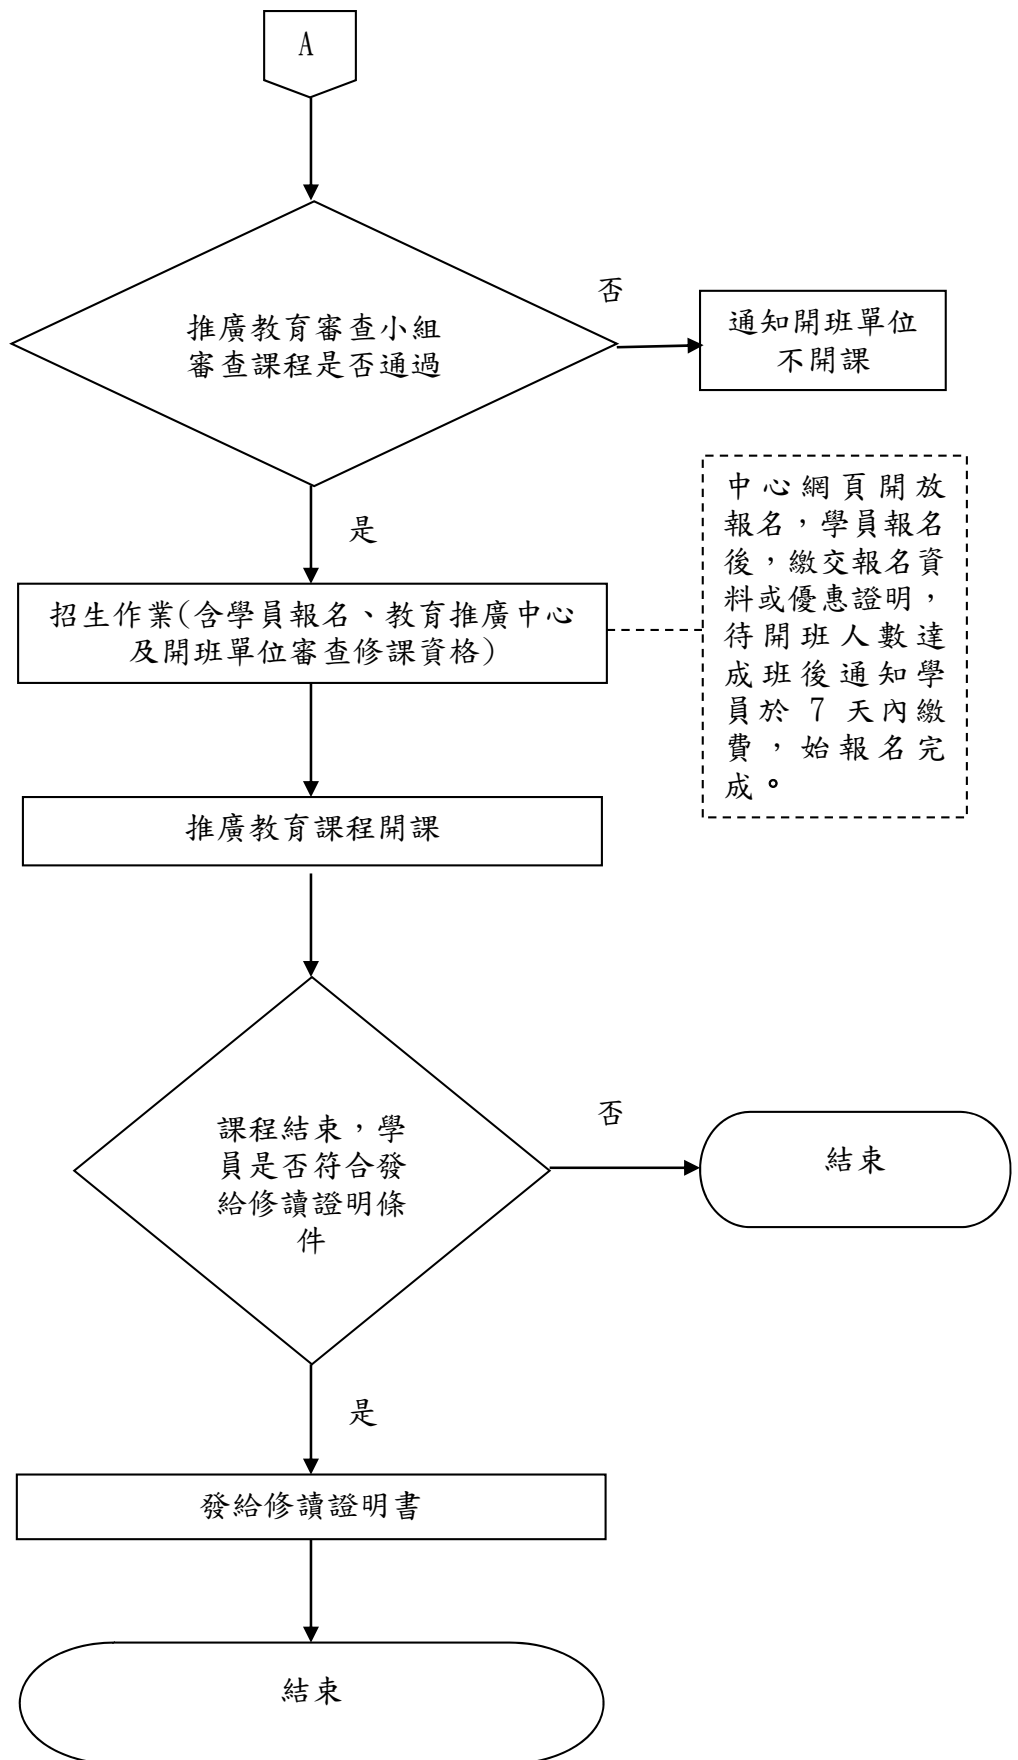 A
推廣教育審查小組
審查課程是否通過
否
通知開班單位
不開課
是
中心網頁開放
報名，學員報名
後，繳交報名資
料或優惠證明，
待開班人數達
成班後通知學
員於 7 天內繳
費，始報名完
成。
招生作業(含學員報名、教育推廣中心
及開班單位審查修課資格)
推廣教育課程開課
課程結束，學
員是否符合發
給修讀證明條
件
否
結束
是
發給修讀證明書
結束